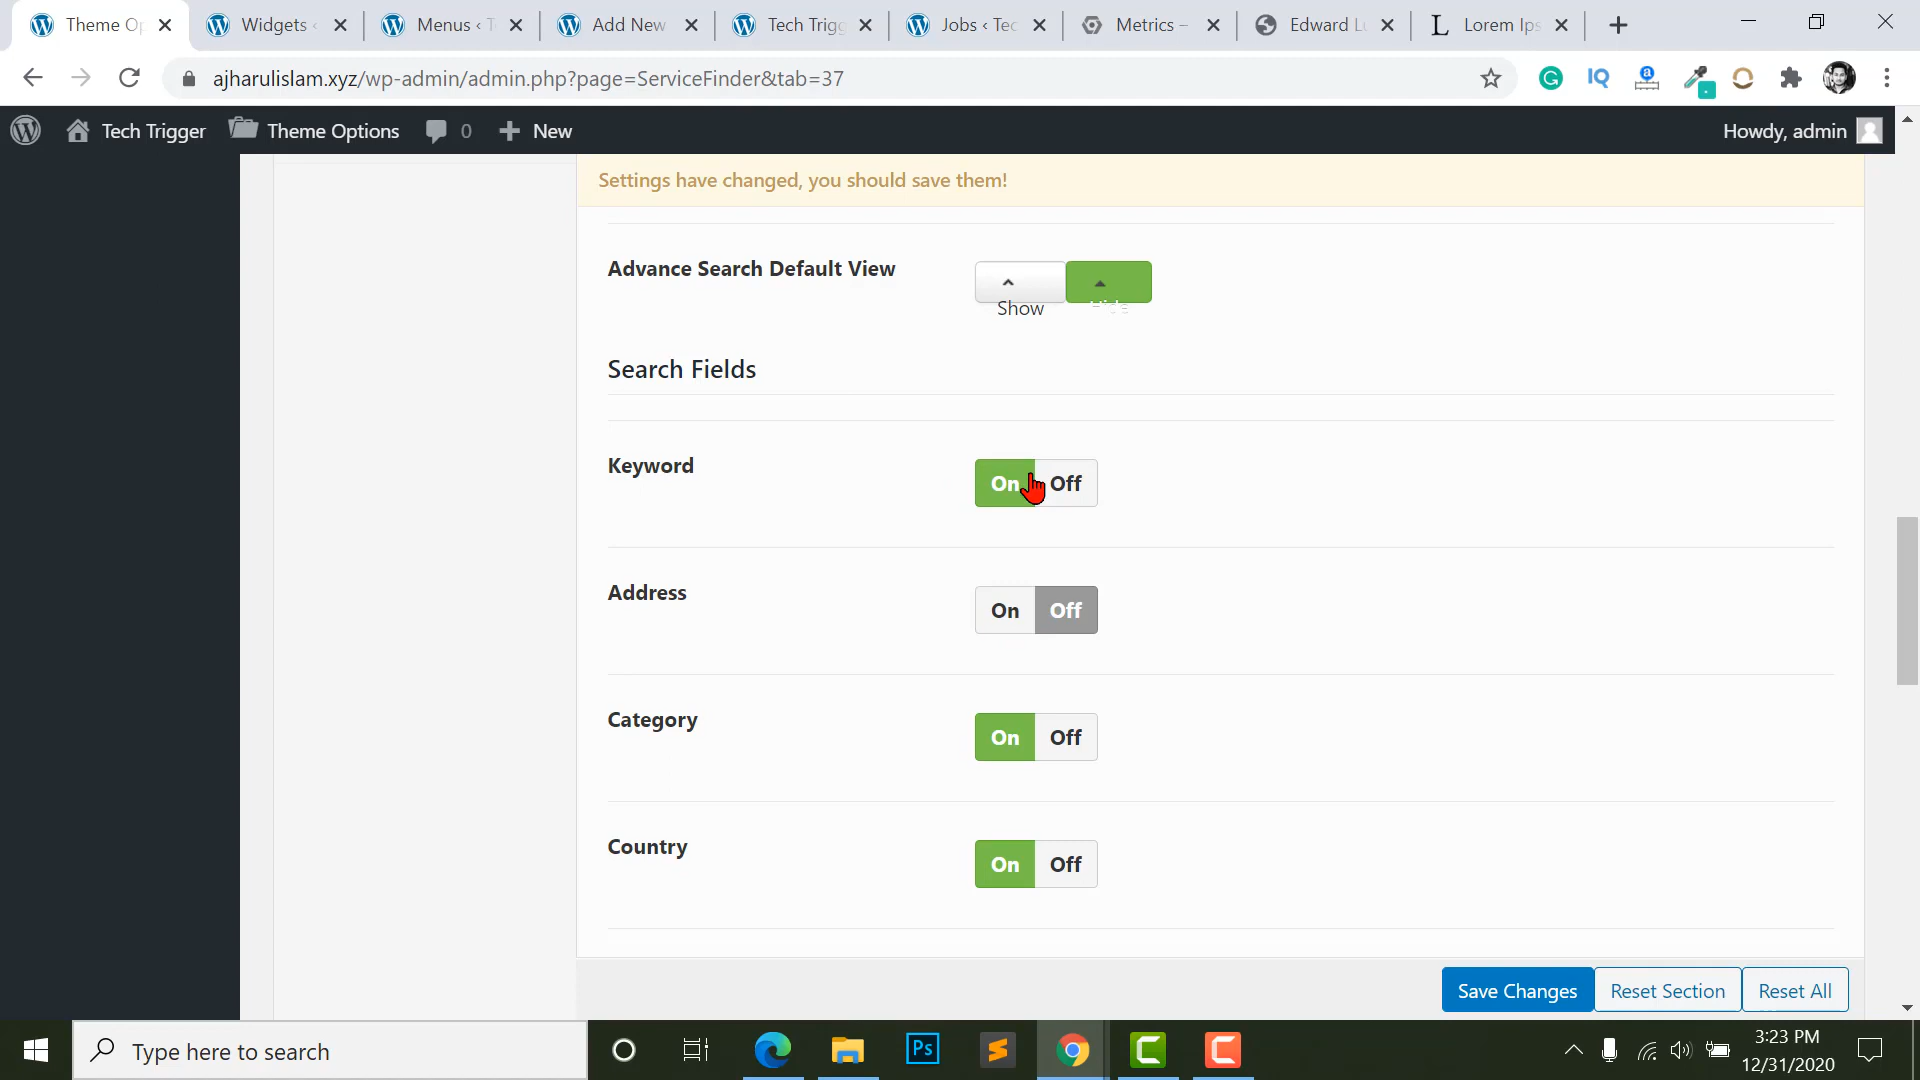 Theme Op
Widgets ‹
Menus ‹ T
Add New
Tech Trigg
Jobs ‹ Tec
Metrics –
Edward Lu
Lorem Ips
ajharulislam.xyz/wp-admin/admin.php?page=ServiceFinder&tab=37
Tech Trigger Theme Options 0 New Howdy, admin
Settings have changed, you should save them!
Advance Search Default View
Show Hide
Search Fields
Keyword
On Off
Address
On Off
Category
On Off
Country
On Off
Save Changes Reset Section Reset All
Type here to search
3:23 PM
12/31/2020